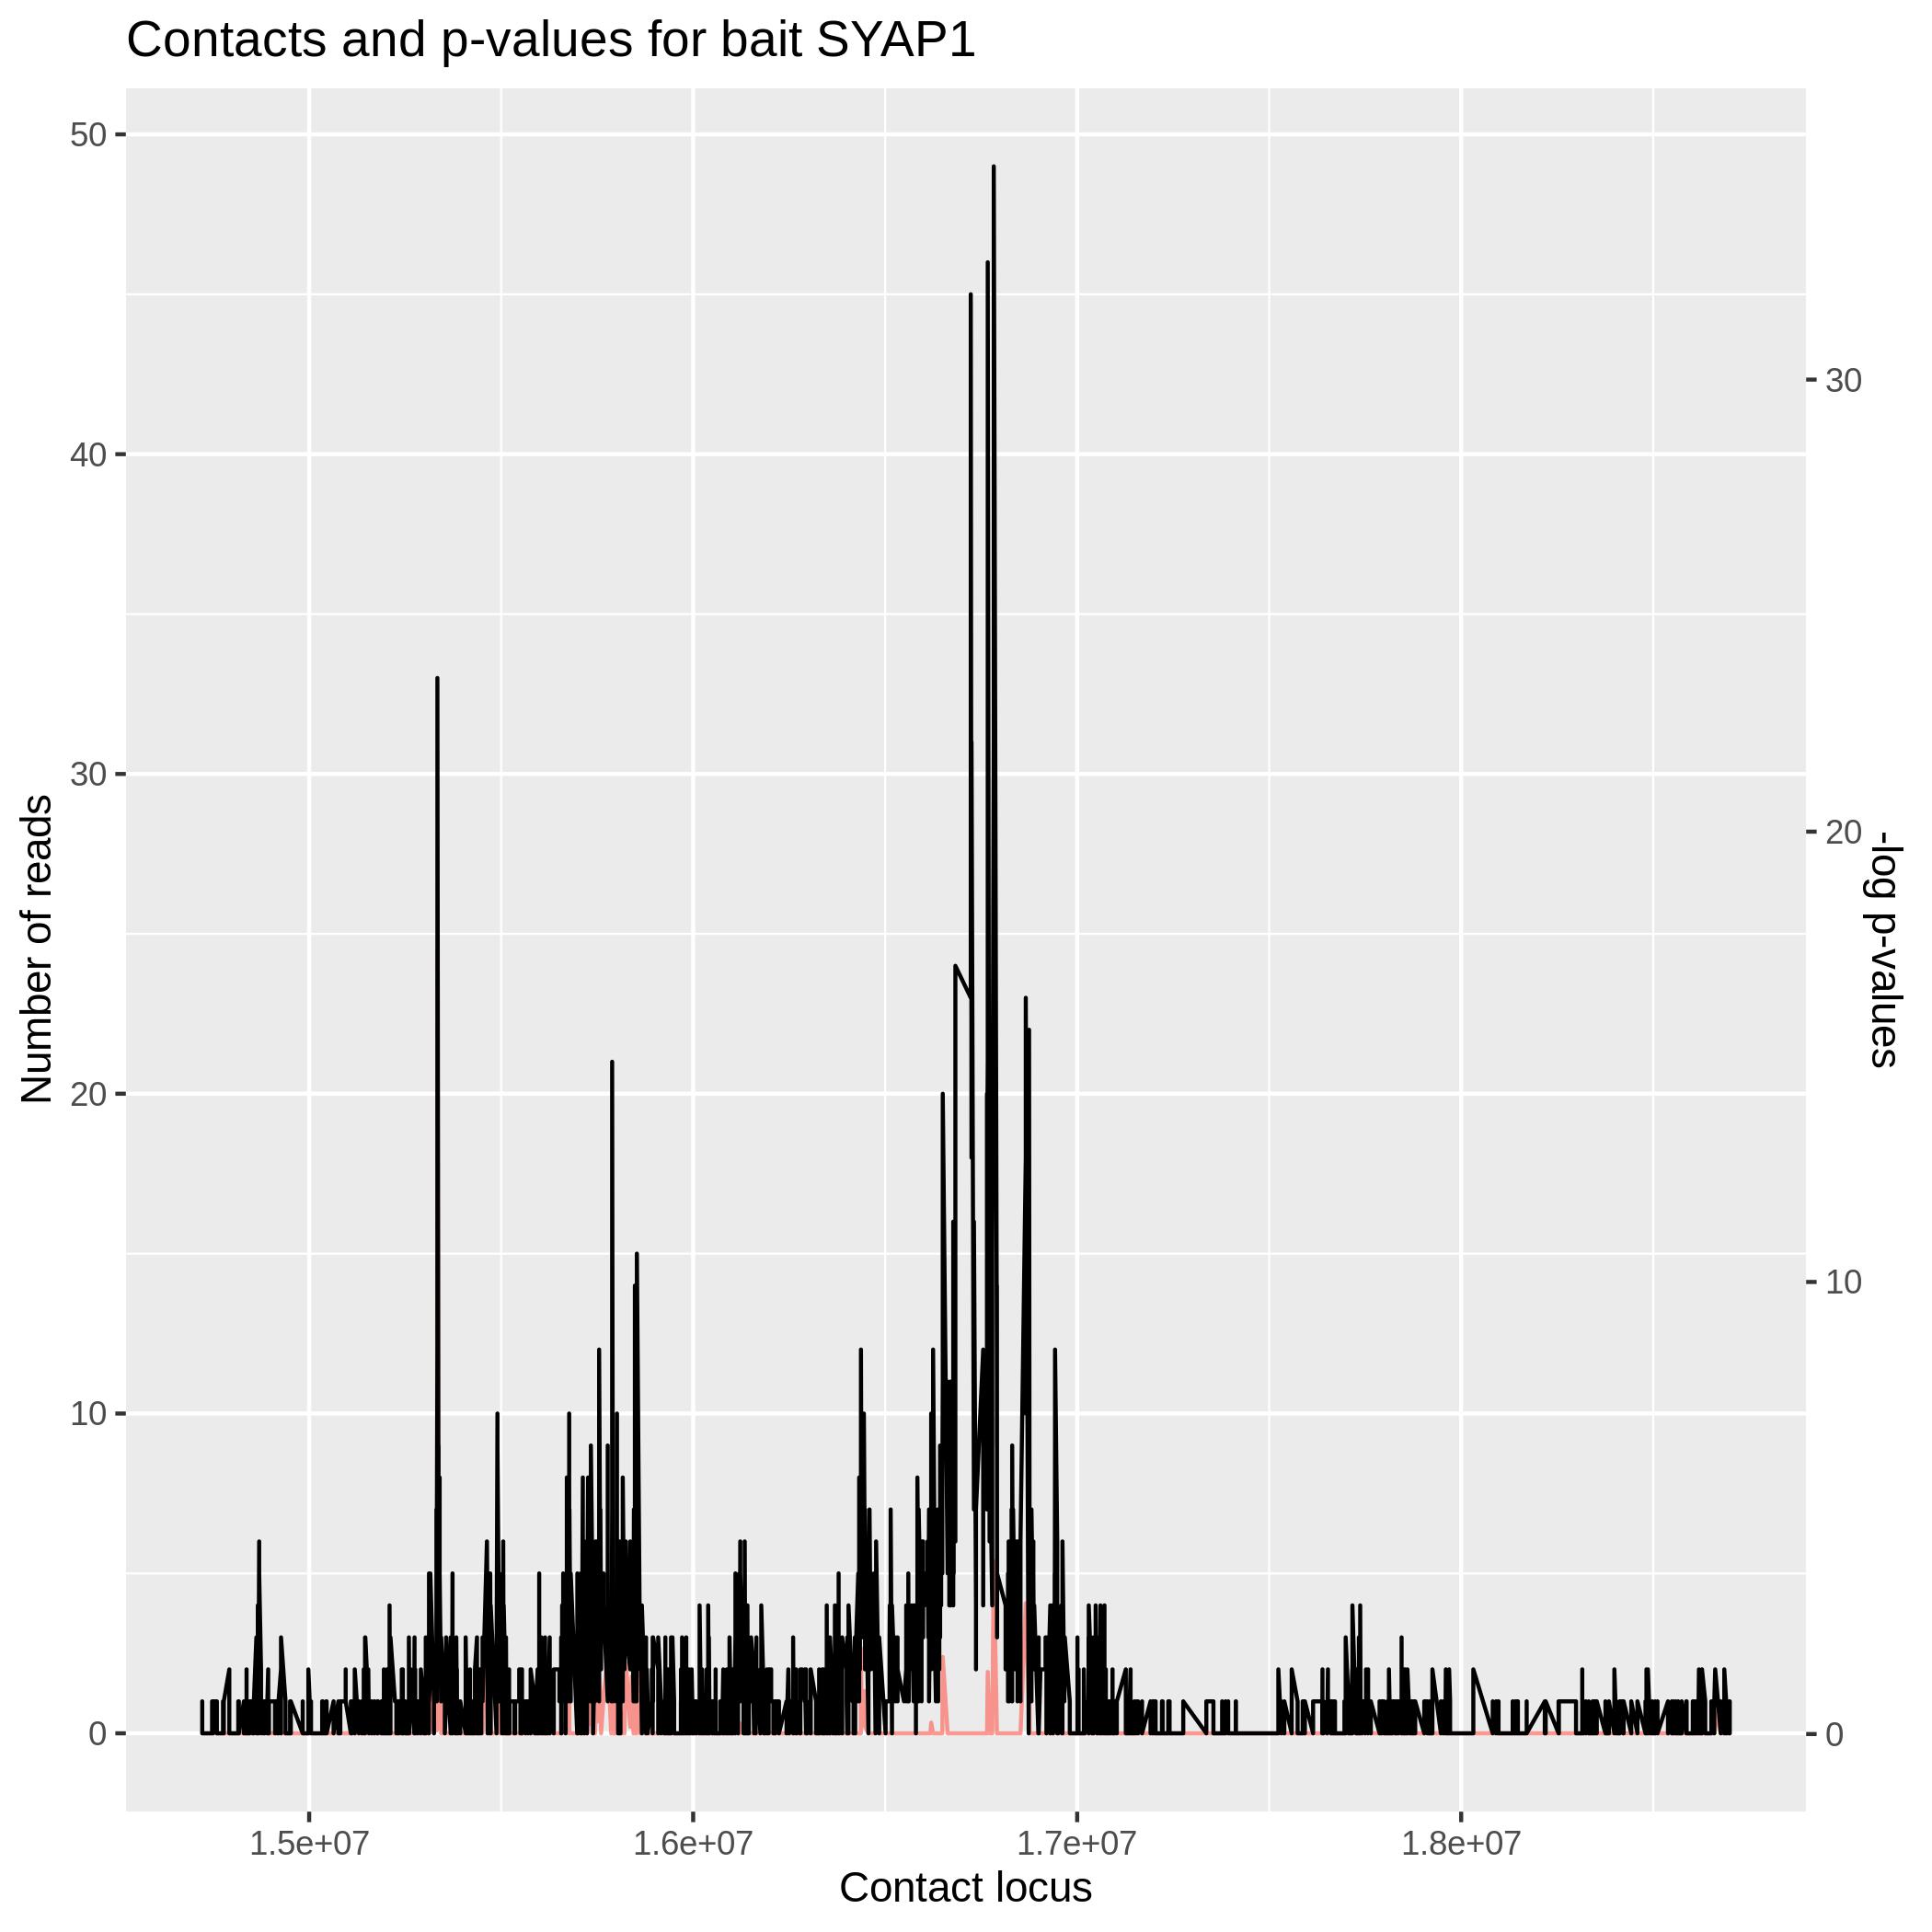 Contacts and p-values for bait SYAP1
50
40
30
20
10
0
Number of reads
30
20
10
0
-log p-values
1.5e+07
1.6e+07
1.7e+07
1.8e+07
Contact locus